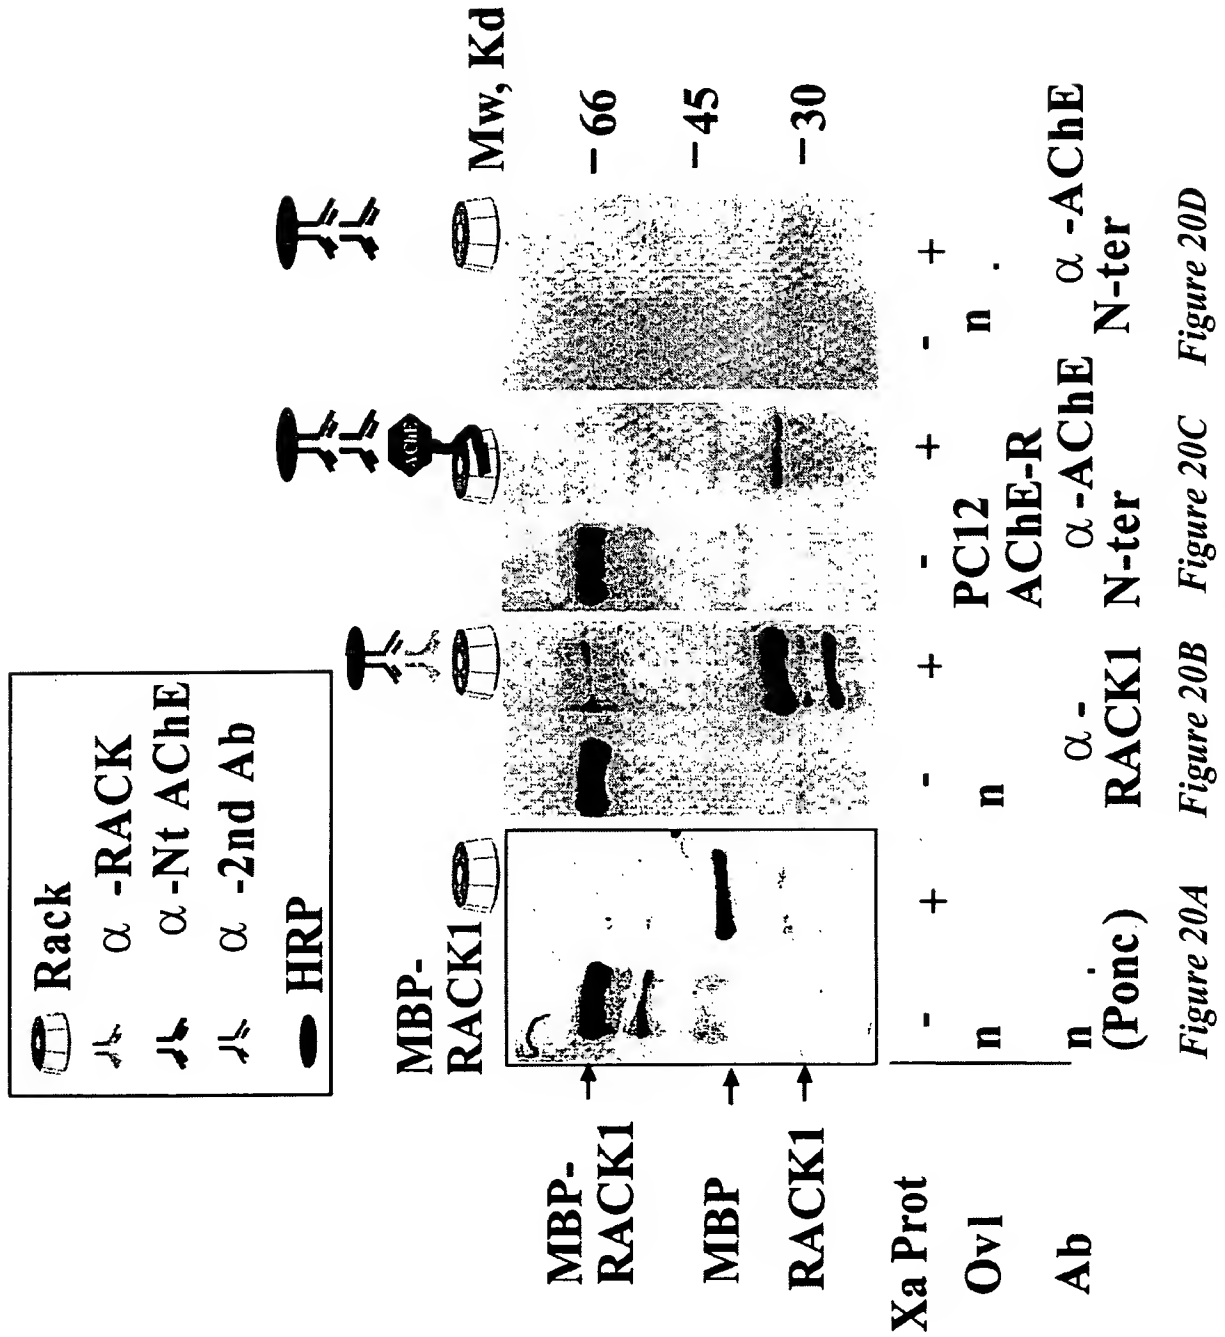 Rack
α -RACK
α -Nt AChE
α -2nd Ab
HRP
MBP-
RACK1
Mw, Kd
MBP-
RACK1
MBP
RACK1
AChE
-66
-45
-30
Xa Prot
- + - + - + - +
Ovl
n
n
PC12
AChE-R
n
Ab
n
(Ponc)
α -
RACK1
α -AChE
N-ter
α -AChE
N-ter
Figure 20A
Figure 20B
Figure 20C
Figure 20D